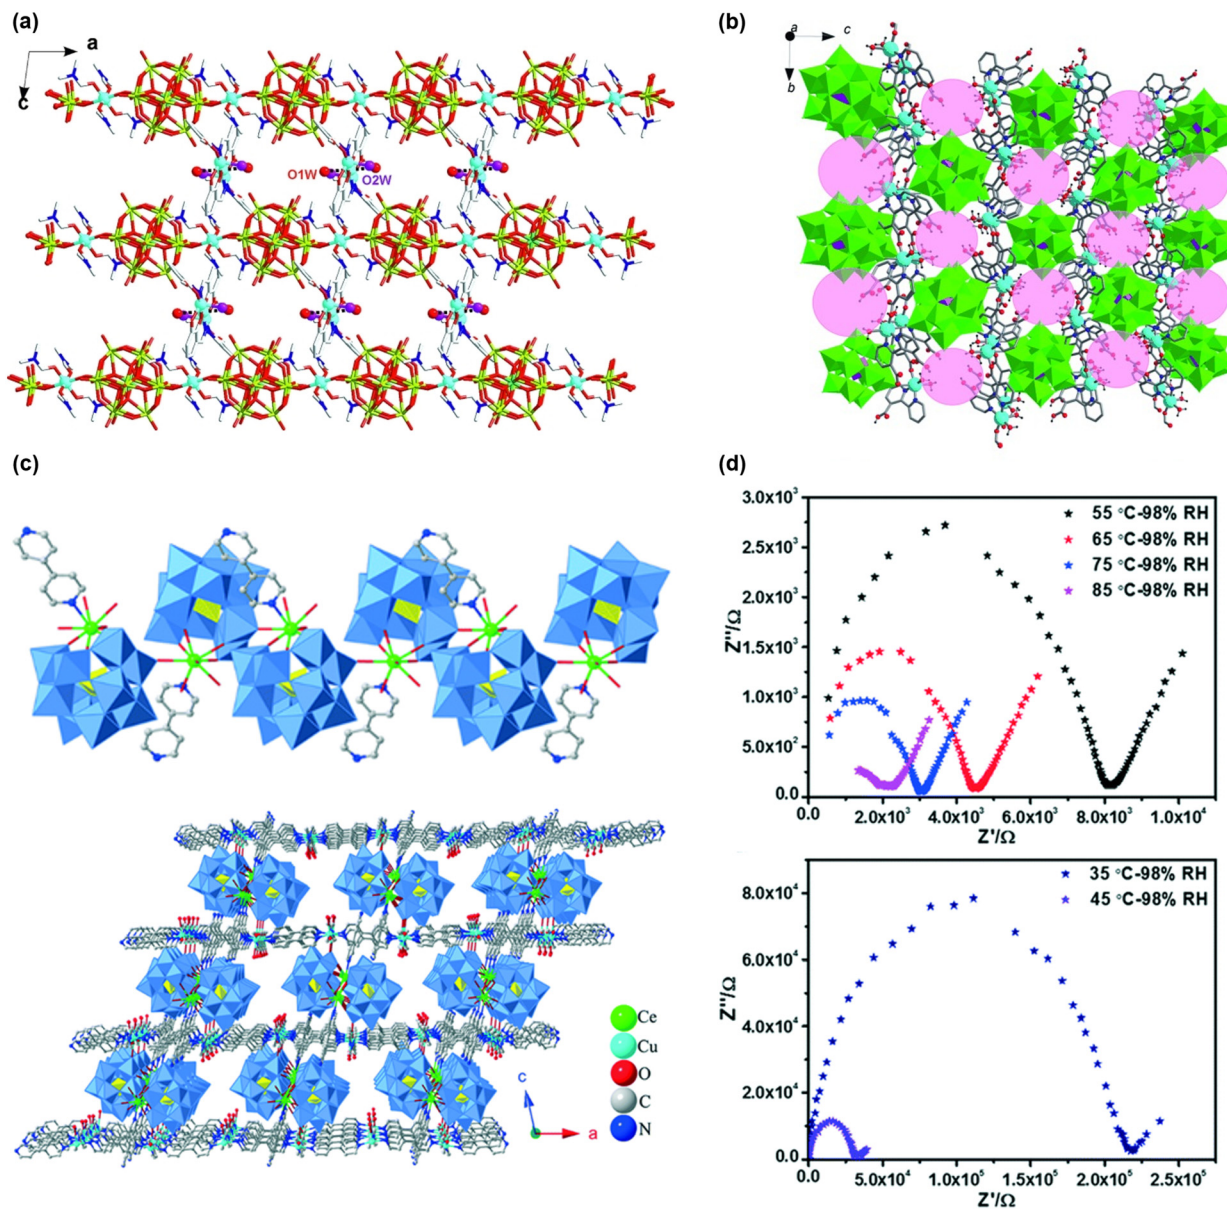 (a)
a
c
O1W
O2W
(b)
a
c
b
(c)
Ce
Cu
O
C
N
c
a
(d)
3.0x10³
2.5x10³
2.0x10³
1.5x10³
1.0x10³
5.0x10²
0.0
Z''/Ω
55 °C-98% RH
65 °C-98% RH
75 °C-98% RH
85 °C-98% RH
0.0 2.0x10³ 4.0x10³ 6.0x10³ 8.0x10³ 1.0x10⁴
Z'/Ω
8.0x10⁴
6.0x10⁴
4.0x10⁴
2.0x10⁴
0.0
Z''/Ω
35 °C-98% RH
45 °C-98% RH
0.0 5.0x10⁴ 1.0x10⁵ 1.5x10⁵ 2.0x10⁵ 2.5x10⁵
Z'/Ω